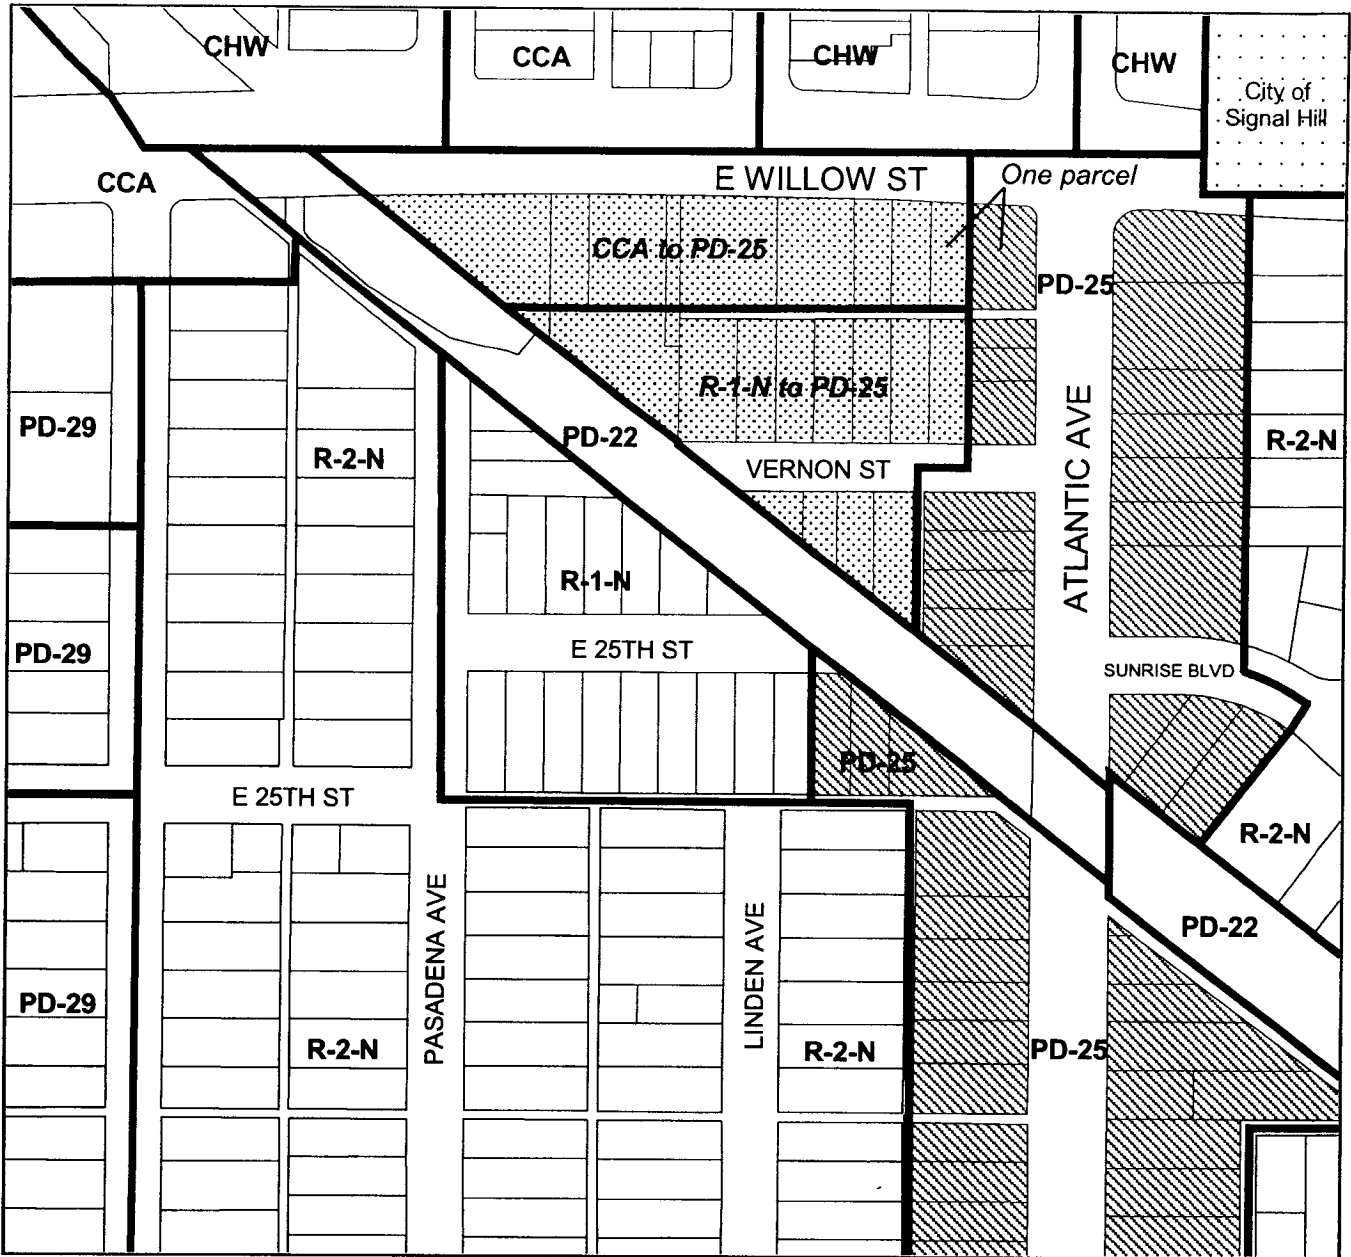 CHW
CCA
CHW
CHW
City of
Signal Hill
CCA
E WILLOW ST
One parcel
CCA to PD-25
PD-25
R-1-N to PD-25
PD-29
R-2-N
PD-22
VERNON ST
ATLANTIC AVE
R-2-N
R-1-N
PD-29
E 25TH ST
SUNRISE BLVD
PD-25
E 25TH ST
R-2-N
PASADENA AVE
LINDEN AVE
PD-22
PD-29
R-2-N
R-2-N
PD-25